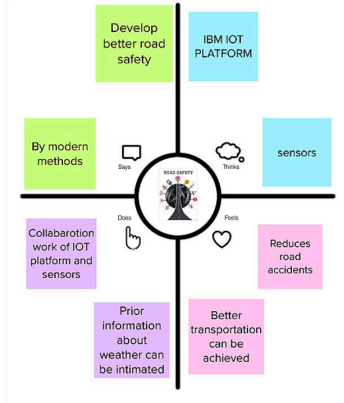 Develop
better road
safety
IBM IOT
PLATFORM
By modern
methods
Says
Thinks
sensors
ROAD SAFETY
Does
Feels
Collabarotion
work of IOT
platform and
sensors
Reduces
road
accidents
Prior
information
about
weather can
be intimated
Better
transportation
can be
achieved